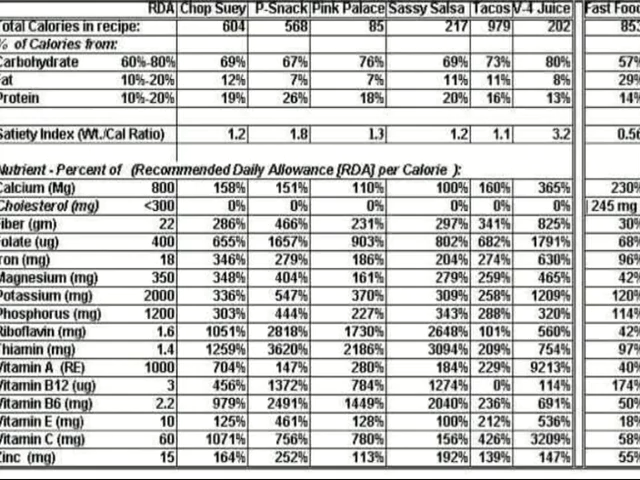 RDA Chop Suey P-Snack Pink Palace Sassy Salsa Tacos V-4 Juice Fast Food
Total Calories in recipe: 604 568 85 217 979 202 853
% of Calories from:
Carbohydrate 60%-80% 69% 67% 76% 69% 73% 80% 57%
Fat 10%-20% 12% 7% 7% 11% 11% 8% 29%
Protein 10%-20% 19% 26% 18% 20% 16% 13% 14%
Satiety Index (Wt./Cal Ratio) 1.2 1.8 1.3 1.2 1.1 3.2 0.56
Nutrient - Percent of (Recommended Daily Allowance [RDA] per Calorie ):
Calcium (Mg) 800 158% 151% 110% 100% 160% 365% 230%
Cholesterol (mg) <300 0% 0% 0% 0% 0% 0% 245 mg
Fiber (gm) 22 286% 466% 231% 297% 341% 825% 30%
Folate (ug) 400 655% 1657% 903% 802% 682% 1791% 68%
Iron (mg) 18 346% 279% 186% 204% 274% 630% 96%
Magnesium (mg) 350 348% 404% 161% 279% 259% 465% 42%
Potassium (mg) 2000 336% 547% 370% 309% 258% 1209% 120%
Phosphorus (mg) 1200 303% 444% 227% 343% 288% 320% 114%
Riboflavin (mg) 1.6 1051% 2818% 1730% 2648% 101% 560% 42%
Thiamin (mg) 1.4 1259% 3620% 2186% 3094% 209% 754% 97%
Vitamin A (RE) 1000 704% 147% 280% 184% 229% 9213% 40%
Vitamin B12 (ug) 3 456% 1372% 784% 1274% 0% 114% 174%
Vitamin B6 (mg) 2.2 979% 2491% 1449% 2040% 236% 691% 50%
Vitamin E (mg) 10 125% 461% 128% 100% 212% 536% 18%
Vitamin C (mg) 60 1071% 756% 780% 156% 426% 3209% 58%
Zinc (mg) 15 164% 252% 113% 192% 139% 147% 55%